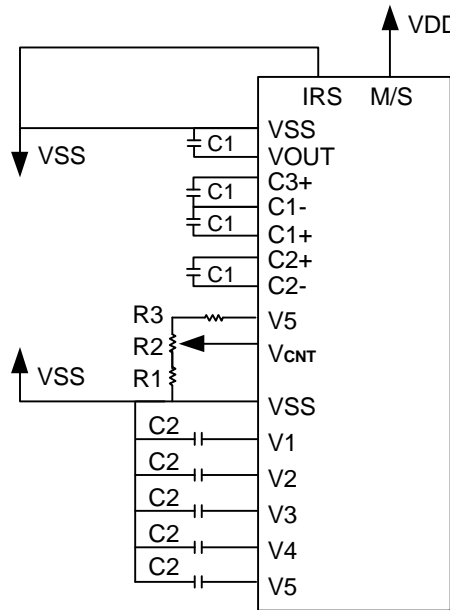 VDD
IRS M/S
VSS
C1 VSS
VOUT
C1 C3+
C1-
C1 C1+
C2+
C1 C2-
R3 V5
R2 VCNT
VSS R1
VSS
C2 V1
C2 V2
C2 V3
C2 V4
C2 V5